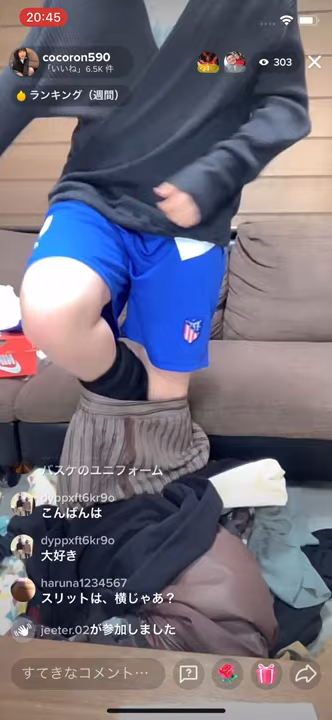 20:45
cocoron590
「いいね」6.5K 件
303
ランキング（週間）
バスケのユニフォーム
dyppxft6kr9o
こんばんは
dyppxft6kr9o
大好き
haruna1234567
スリットは、横じゃあ？
jeeter.02が参加しました
すてきなコメント…